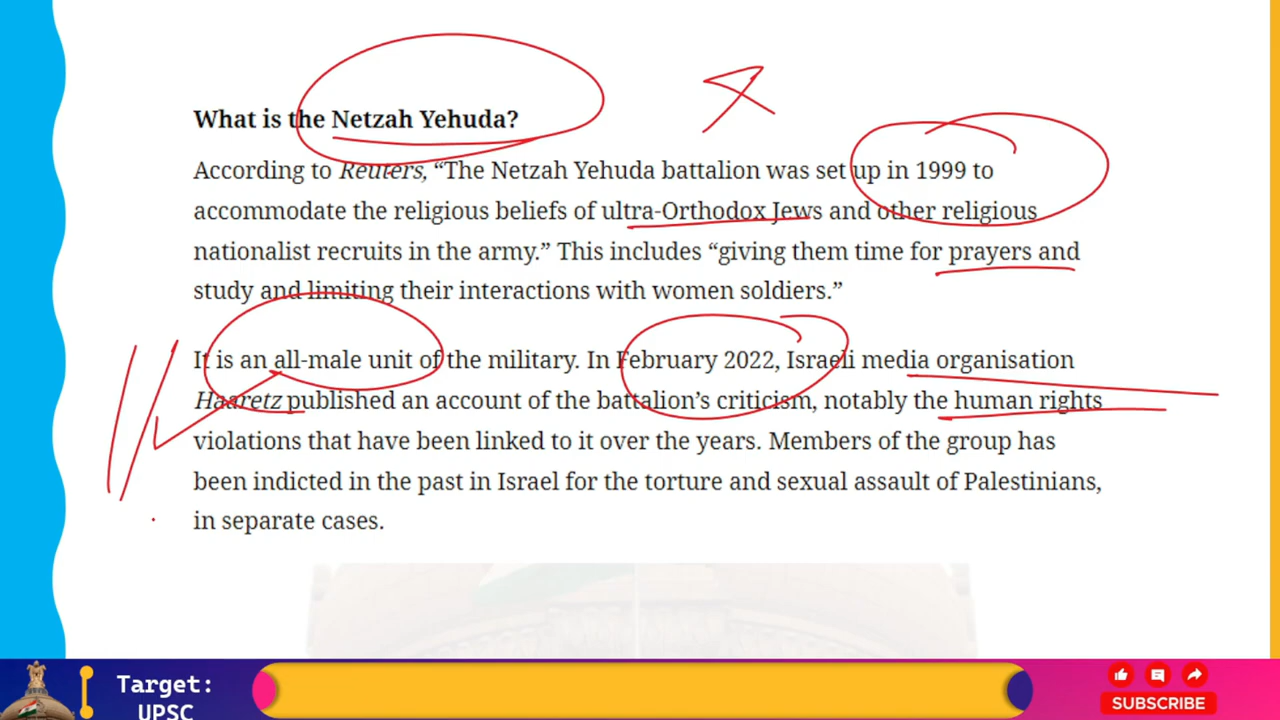 What is the Netzah Yehuda?
According to Reuters, “The Netzah Yehuda battalion was set up in 1999 to
accommodate the religious beliefs of ultra-Orthodox Jews and other religious
nationalist recruits in the army.” This includes “giving them time for prayers and
study and limiting their interactions with women soldiers.”
It is an all-male unit of the military. In February 2022, Israeli media organisation
Haaretz published an account of the battalion’s criticism, notably the human rights
violations that have been linked to it over the years. Members of the group has
been indicted in the past in Israel for the torture and sexual assault of Palestinians,
in separate cases.
Target:
UPSC
SUBSCRIBE